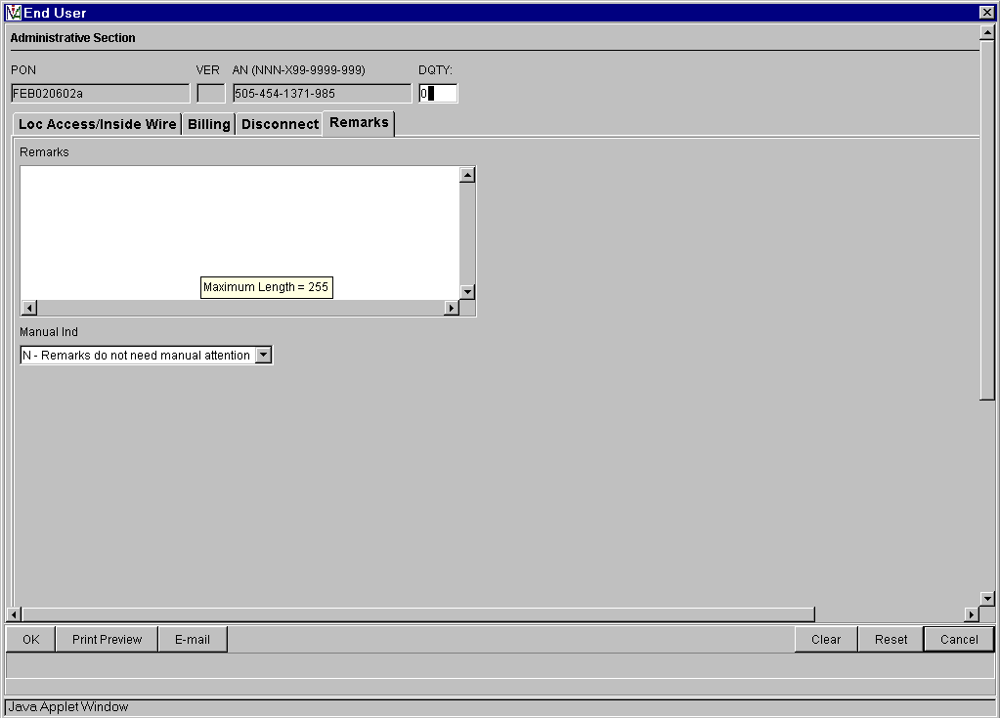 End User
Administrative Section
PON VER AN (NNN-X99-9999-999) DQTY:
FEB020602a 505-454-1371-985 0
Loc Access/Inside Wire Billing Disconnect Remarks
Remarks
Maximum Length = 255
Manual Ind
N - Remarks do not need manual attention
OK Print Preview E-mail Clear Reset Cancel
Java Applet Window